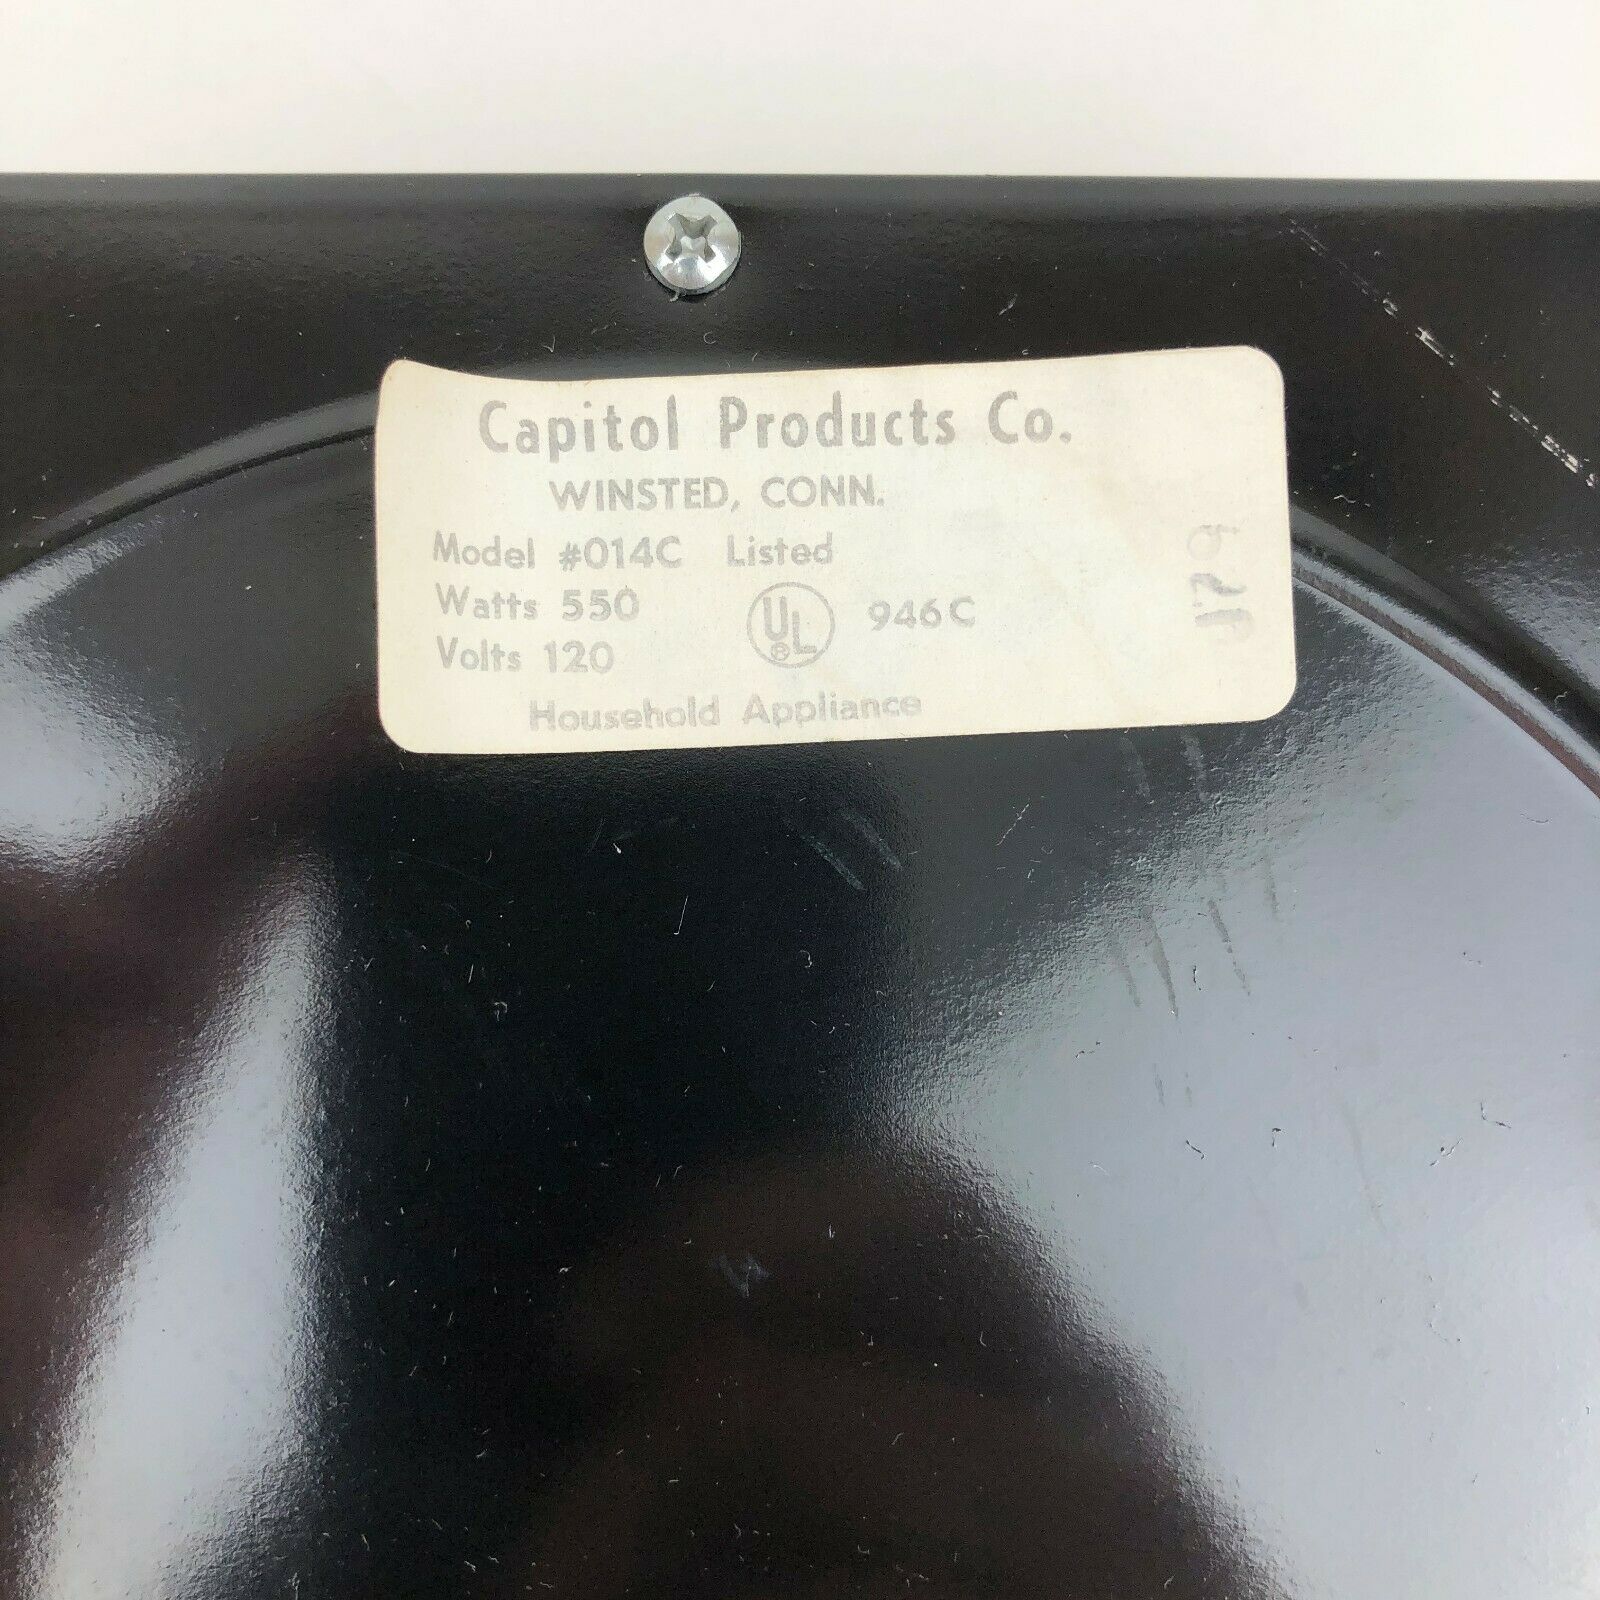 Capitol Products Co.
WINSTED, CONN.
Model #014C Listed
Watts 550
UL® 946C
Volts 120
Household Appliance